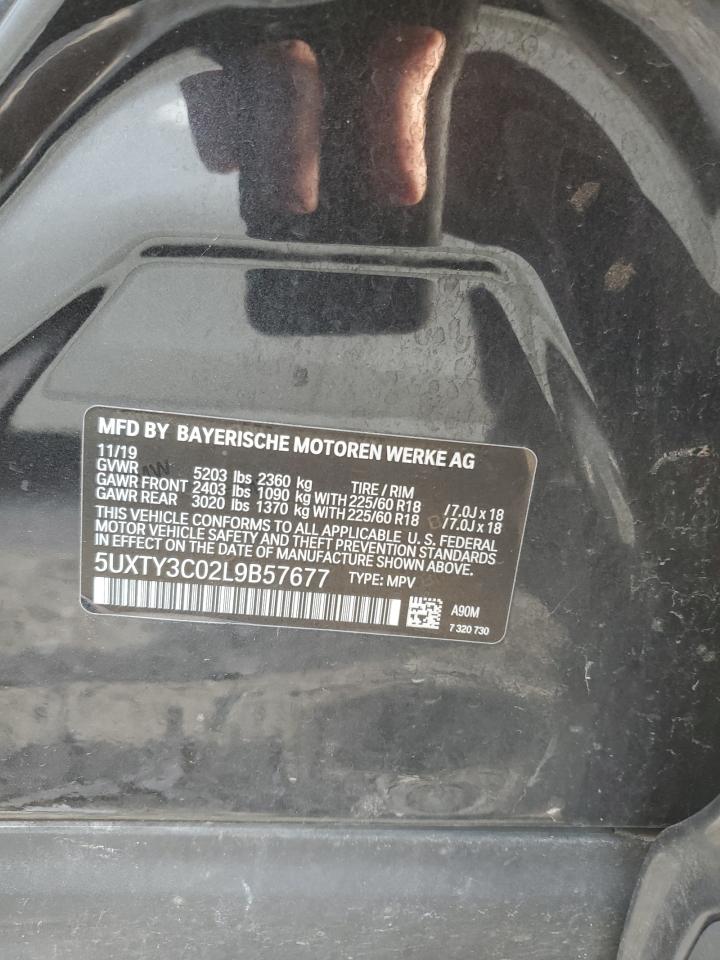 MFD BY BAYERISCHE MOTOREN WERKE AG
11/19
GVWR 5203 lbs 2360 kg TIRE / RIM
GAWR FRONT 2403 lbs 1090 kg WITH 225/60 R18 /7.0J x 18
GAWR REAR 3020 lbs 1370 kg WITH 225/60 R18 /7.0J x 18
THIS VEHICLE CONFORMS TO ALL APPLICABLE U. S. FEDERAL
MOTOR VEHICLE SAFETY AND THEFT PREVENTION STANDARDS
IN EFFECT ON THE DATE OF MANUFACTURE SHOWN ABOVE.
5UXTY3C02L9B57677 TYPE: MPV
A90M
7 320 730